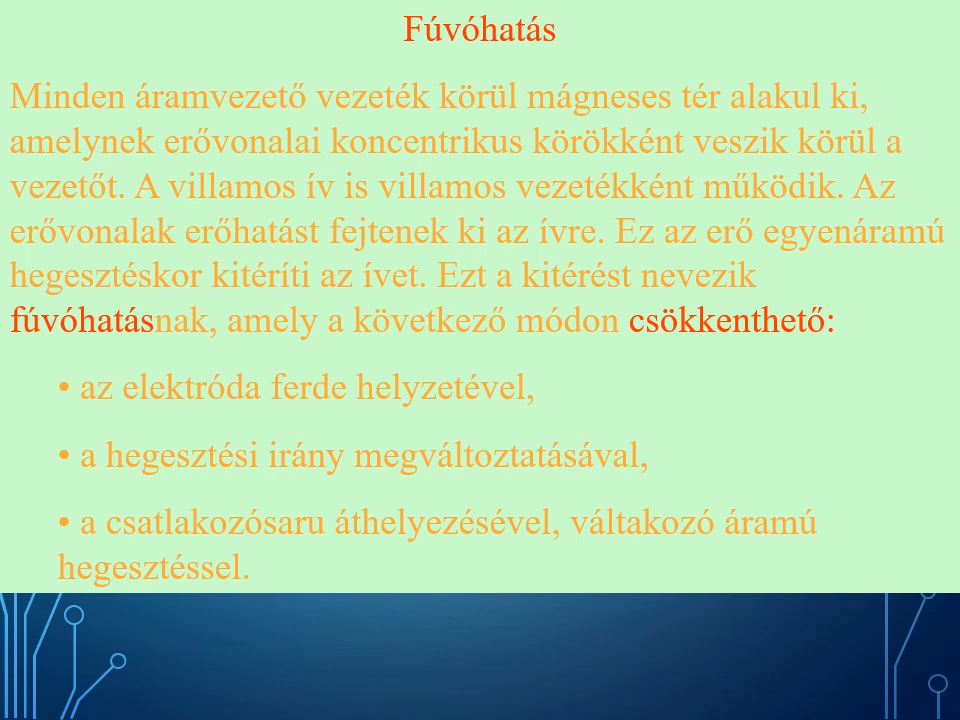 Fúvóhatás
Minden áramvezető vezeték körül mágneses tér alakul ki,
amelynek erővonalai koncentrikus körökként veszik körül a
vezetőt. A villamos ív is villamos vezetékként működik. Az
erővonalak erőhatást fejtenek ki az ívre. Ez az erő egyenáramú
hegesztéskor kitéríti az ívet. Ezt a kitérést nevezik
fúvóhatásnak, amely a következő módon csökkenthető:
• az elektróda ferde helyzetével,
• a hegesztési irány megváltoztatásával,
• a csatlakozósaru áthelyezésével, váltakozó áramú
hegesztéssel.